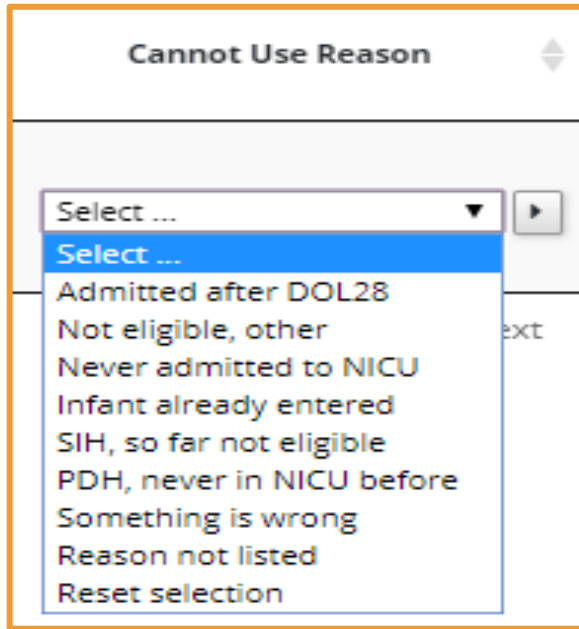 Cannot Use Reason
Select ...
Select ...
Admitted after DOL28
Not eligible, other
ext
Never admitted to NICU
Infant already entered
SIH, so far not eligible
PDH, never in NICU before
Something is wrong
Reason not listed
Reset selection